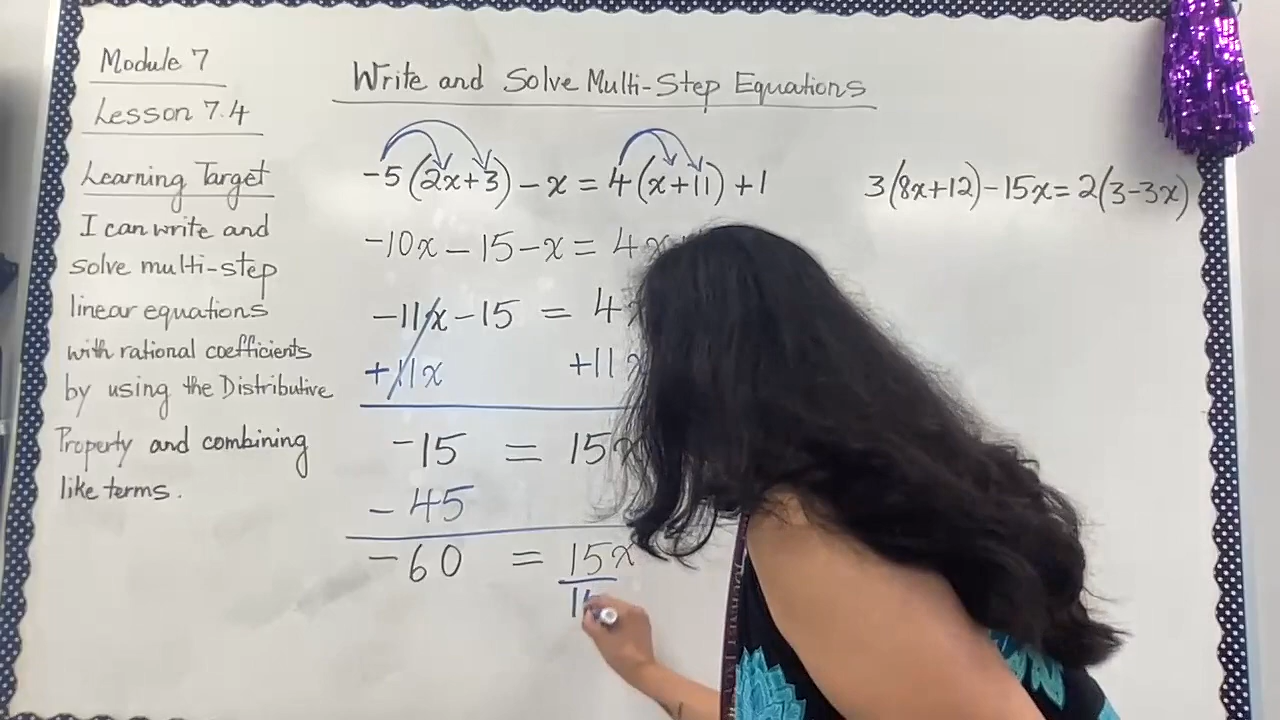 Module 7
Lesson 7.4
Learning Target
I can write and
solve multi-step
linear equations
with rational coefficients
by using the Distributive
Property and combining
like terms.
Write and Solve Multi-Step Equations
-5(2x+3) - x = 4(x+11) +1
-10x - 15 - x = 4x
-11x - 15 = 4
+11x +11x
-15 = 15x
-45
-60 = 15x
3(8x+12) - 15x = 2(3-3x)